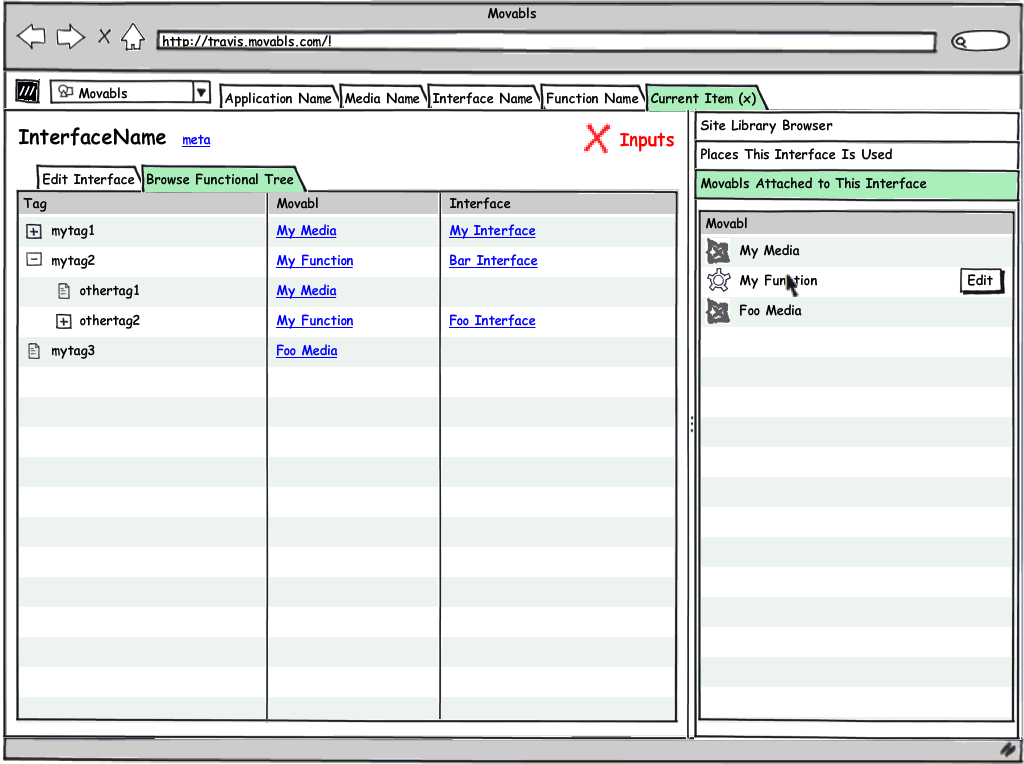 Movabls
http://travis.movabls.com/!
Movabls
Application Name
Media Name
Interface Name
Function Name
Current Item (x)
InterfaceName
meta
X Inputs
Edit Interface
Browse Functional Tree
Tag Movabl Interface
mytag1 My Media My Interface
mytag2 My Function Bar Interface
othertag1 My Media
othertag2 My Function Foo Interface
mytag3 Foo Media
Site Library Browser
Places This Interface Is Used
Movabls Attached to This Interface
Movabl
My Media
My Function Edit
Foo Media